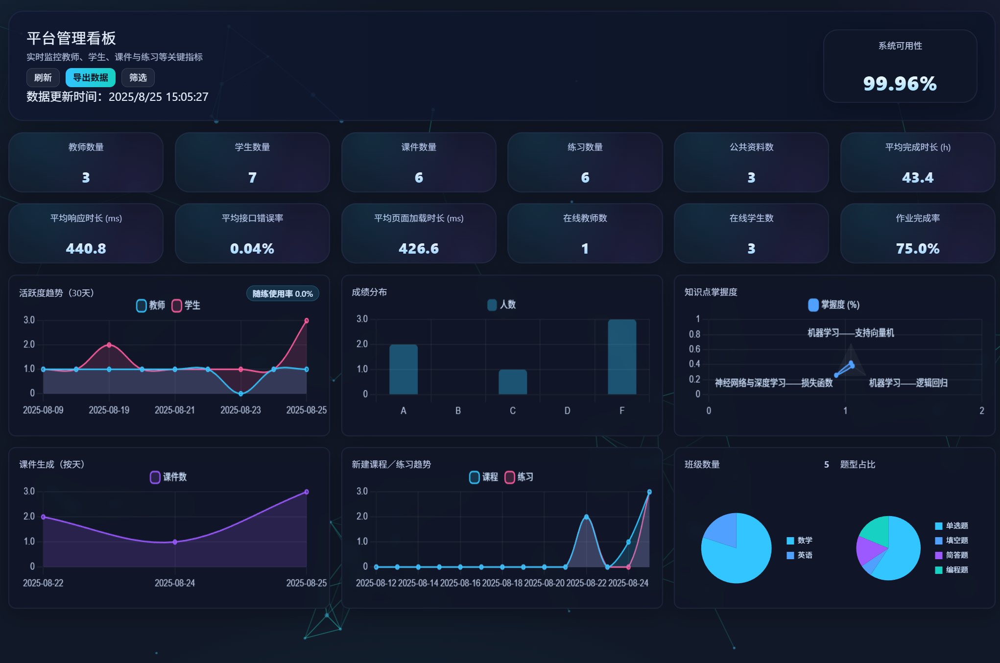 平台管理看板
实时监控教师、学生、课件与练习等关键指标
刷新 导出数据 筛选
数据更新时间：2025/8/25 15:05:27
系统可用性
99.96%
教师数量
3
学生数量
7
课件数量
6
练习数量
6
公共资料数
3
平均完成时长 (h)
43.4
平均响应时长 (ms)
440.8
平均接口错误率
0.04%
平均页面加载时长 (ms)
426.6
在线教师数
1
在线学生数
3
作业完成率
75.0%
活跃度趋势（30天）
随练使用率 0.0%
教师 学生
3.0
2.0
1.0
0
2025-08-09 2025-08-19 2025-08-21 2025-08-23 2025-08-25
成绩分布
人数
3.0
2.0
1.0
0
A B C D F
知识点掌握度
掌握度 (%)
1
0.8
0.6
0.4
0.2
0
机器学习——支持向量机
神经网络与深度学习——损失函数
机器学习——逻辑回归
0 1 2
课件生成（按天）
课件数
3.0
2.0
1.0
0
2025-08-22 2025-08-24 2025-08-25
新建课程／练习趋势
课程 练习
3.0
2.0
1.0
0
2025-08-12 2025-08-14 2025-08-16 2025-08-18 2025-08-20 2025-08-22 2025-08-24
班级数量 5
题型占比
数学
英语
单选题
填空题
简答题
编程题